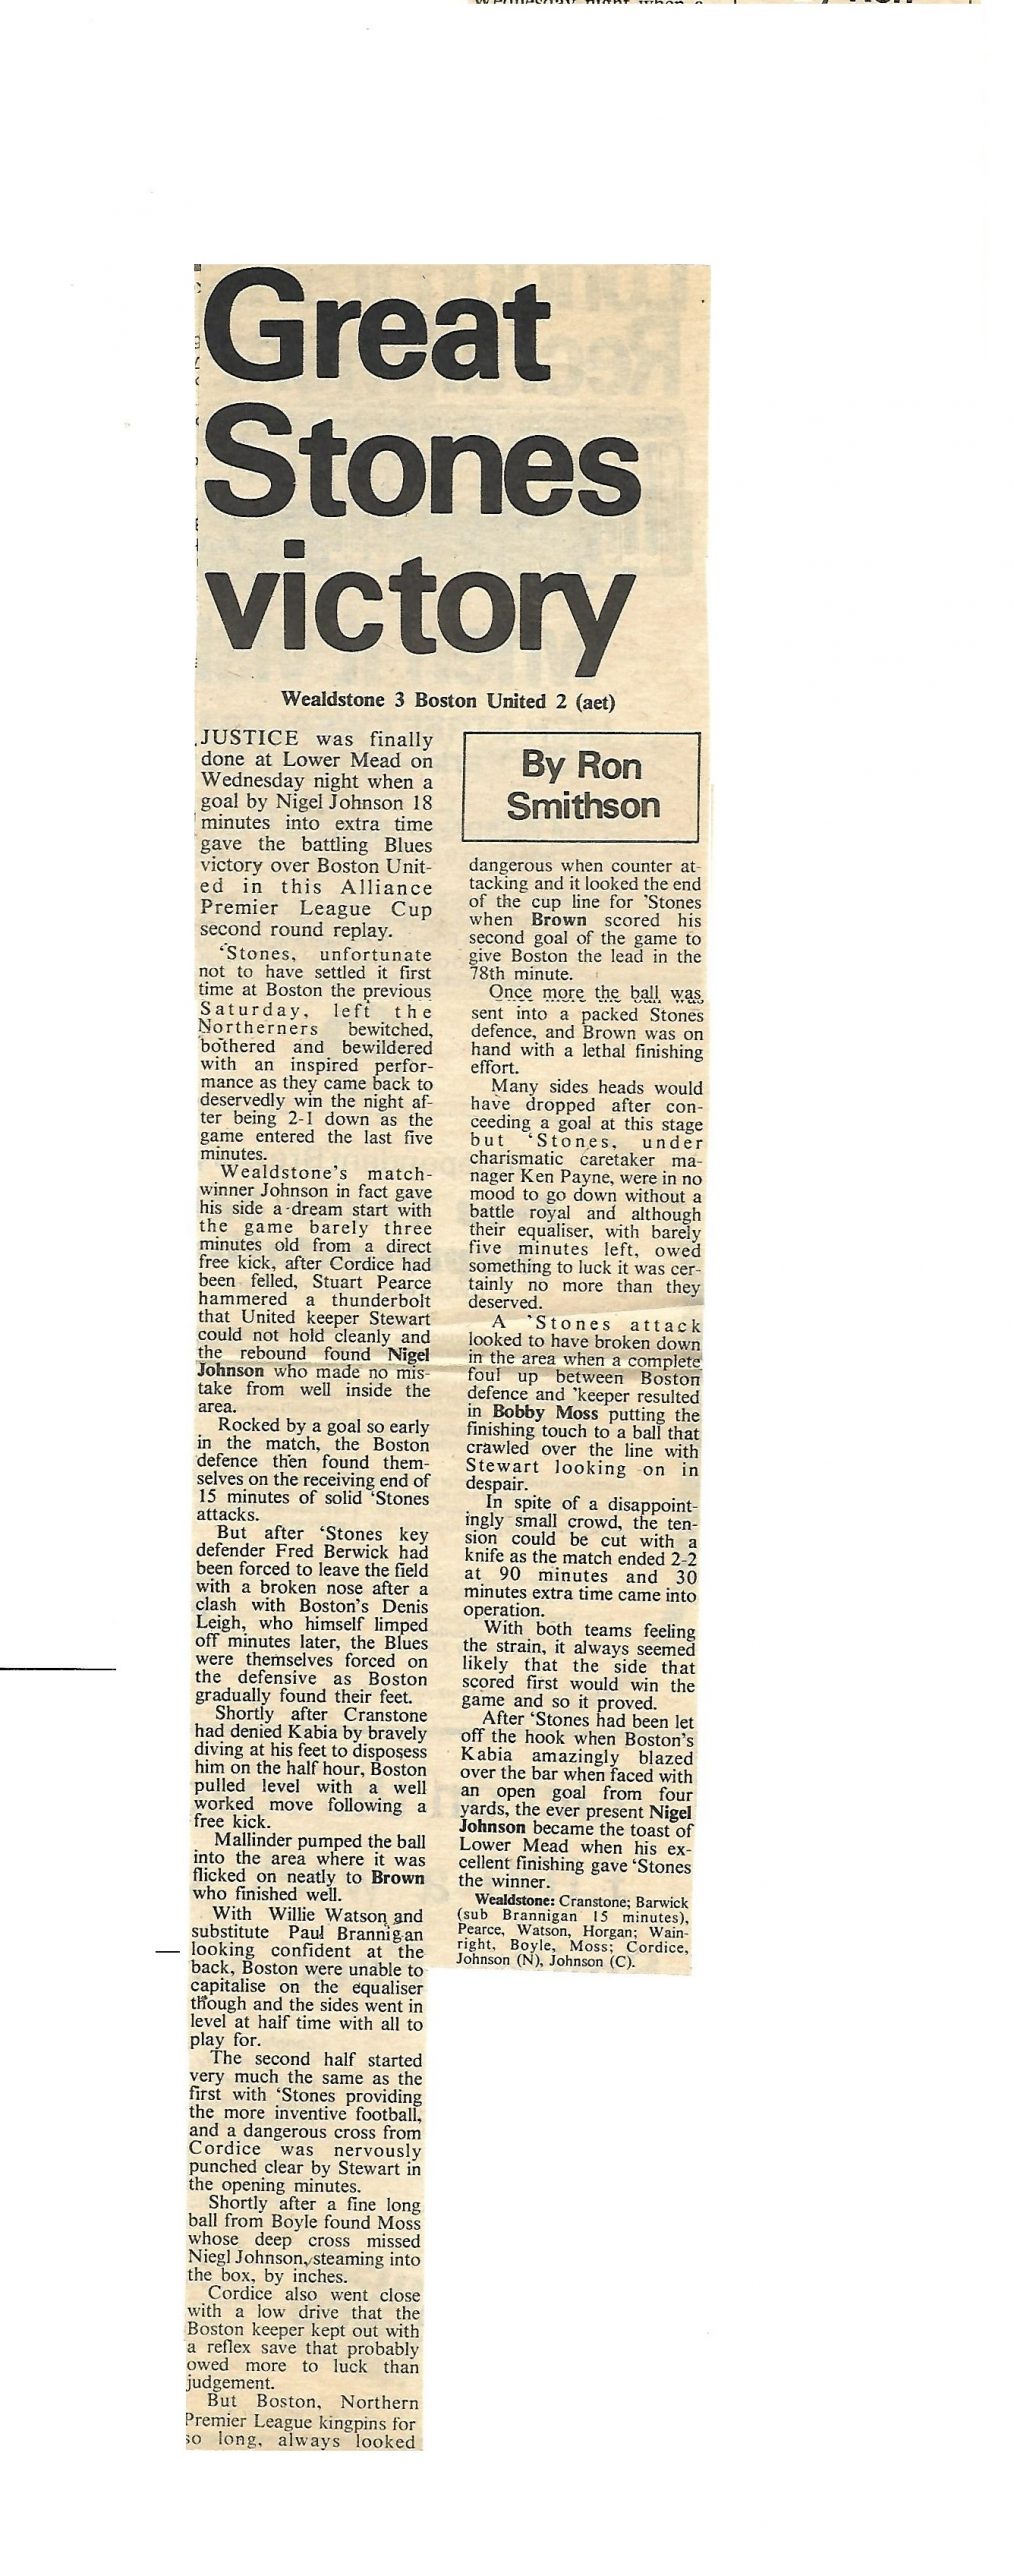 Wednesday night when a
Great
Stones
victory
Wealdstone 3 Boston United 2 (aet)
JUSTICE was finally
done at Lower Mead on
Wednesday night when a
goal by Nigel Johnson 18
minutes into extra time
gave the battling Blues
victory over Boston Unit-
ed in this Alliance
Premier League Cup
second round replay.
'Stones, unfortunate
not to have settled it first
time at Boston the previous
Saturday, left the
Northerners bewitched,
bothered and bewildered
with an inspired perfor-
mance as they came back to
deservedly win the night af-
ter being 2-1 down as the
game entered the last five
minutes.
Wealdstone's match-
winner Johnson in fact gave
his side a dream start with
the game barely three
minutes old from a direct
free kick, after Cordice had
been felled, Stuart Pearce
hammered a thunderbolt
that United keeper Stewart
could not hold cleanly and
the rebound found Nigel
Johnson who made no mis-
take from well inside the
area.
Rocked by a goal so early
in the match, the Boston
defence then found them-
selves on the receiving end of
15 minutes of solid 'Stones
attacks.
But after 'Stones key
defender Fred Berwick had
been forced to leave the field
with a broken nose after a
clash with Boston's Denis
Leigh, who himself limped
off minutes later, the Blues
were themselves forced on
the defensive as Boston
gradually found their feet.
Shortly after Cranstone
had denied Kabia by bravely
diving at his feet to disposess
him on the half hour, Boston
pulled level with a well
worked move following a
free kick.
Mallinder pumped the ball
into the area where it was
flicked on neatly to Brown
who finished well.
With Willie Watson and
substitute Paul Brannigan
looking confident at the
back, Boston were unable to
capitalise on the equaliser
though and the sides went in
level at half time with all to
play for.
The second half started
very much the same as the
first with 'Stones providing
the more inventive football,
and a dangerous cross from
Cordice was nervously
punched clear by Stewart in
the opening minutes.
Shortly after a fine long
ball from Boyle found Moss
whose deep cross missed
Niegl Johnson, steaming into
the box, by inches.
Cordice also went close
with a low drive that the
Boston keeper kept out with
a reflex save that probably
owed more to luck than
judgement.
But Boston, Northern
Premier League kingpins for
so long, always looked
By Ron
Smithson
dangerous when counter at-
tacking and it looked the end
of the cup line for 'Stones
when Brown scored his
second goal of the game to
give Boston the lead in the
78th minute.
Once more the ball was
sent into a packed Stones
defence, and Brown was on
hand with a lethal finishing
effort.
Many sides heads would
have dropped after con-
ceeding a goal at this stage
but 'Stones, under
charismatic caretaker ma-
nager Ken Payne, were in no
mood to go down without a
battle royal and although
their equaliser, with barely
five minutes left, owed
something to luck it was cer-
tainly no more than they
deserved.
A 'Stones attack
looked to have broken down
in the area when a complete
foul up between Boston
defence and 'keeper resulted
in Bobby Moss putting the
finishing touch to a ball that
crawled over the line with
Stewart looking on in
despair.
In spite of a disappoint-
ingly small crowd, the ten-
sion could be cut with a
knife as the match ended 2-2
at 90 minutes and 30
minutes extra time came into
operation.
With both teams feeling
the strain, it always seemed
likely that the side that
scored first would win the
game and so it proved.
After 'Stones had been let
off the hook when Boston's
Kabia amazingly blazed
over the bar when faced with
an open goal from four
yards, the ever present Nigel
Johnson became the toast of
Lower Mead when his ex-
cellent finishing gave 'Stones
the winner.
Wealdstone: Cranstone; Barwick
(sub Brannigan 15 minutes),
Pearce, Watson, Horgan; Wain-
right, Boyle, Moss; Cordice,
Johnson (N), Johnson (C).